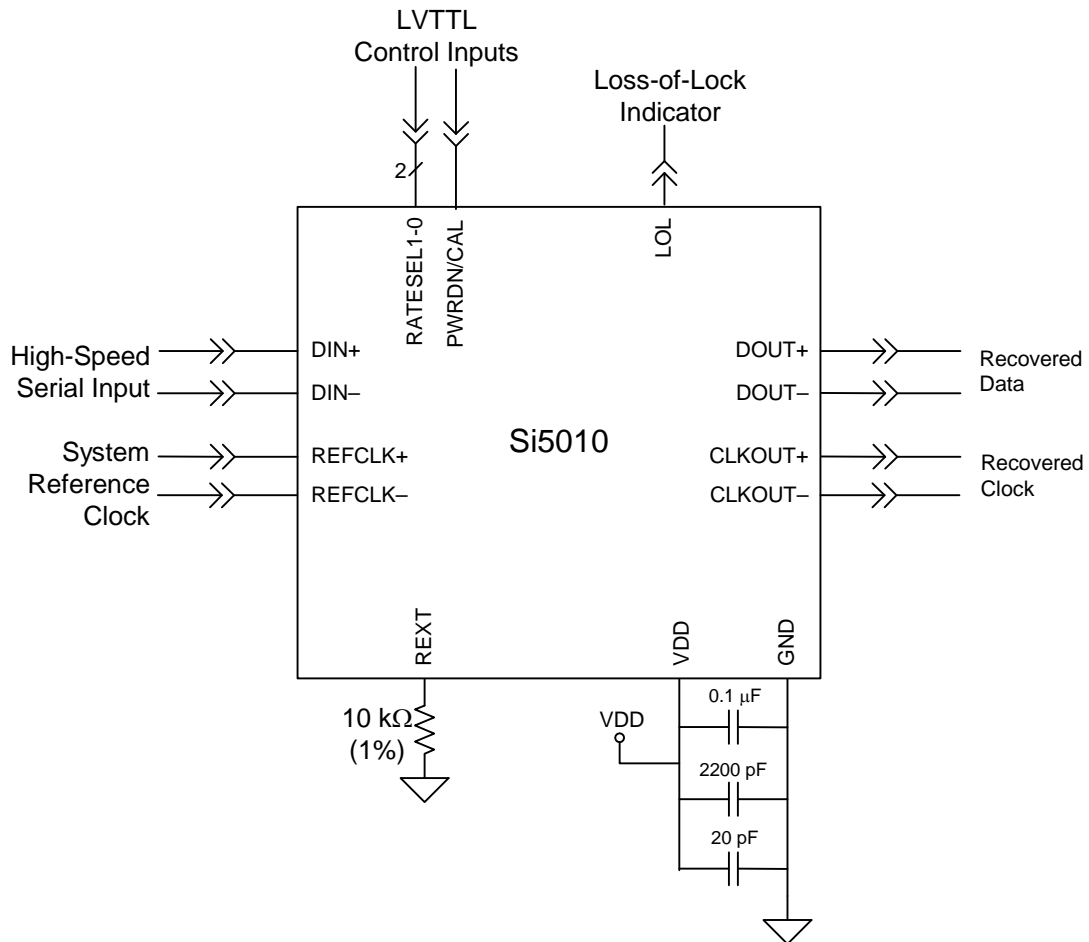 LVTTL
Control Inputs
Loss-of-Lock
Indicator
2
RATESEL1-0
PWRDN/CAL
LOL
High-Speed
Serial Input
DIN+
DIN–
System
Reference
Clock
REFCLK+
REFCLK–
Si5010
DOUT+
DOUT–
Recovered
Data
CLKOUT+
CLKOUT–
Recovered
Clock
REXT
VDD
GND
10 kΩ
(1%)
VDD
0.1 μF
2200 pF
20 pF